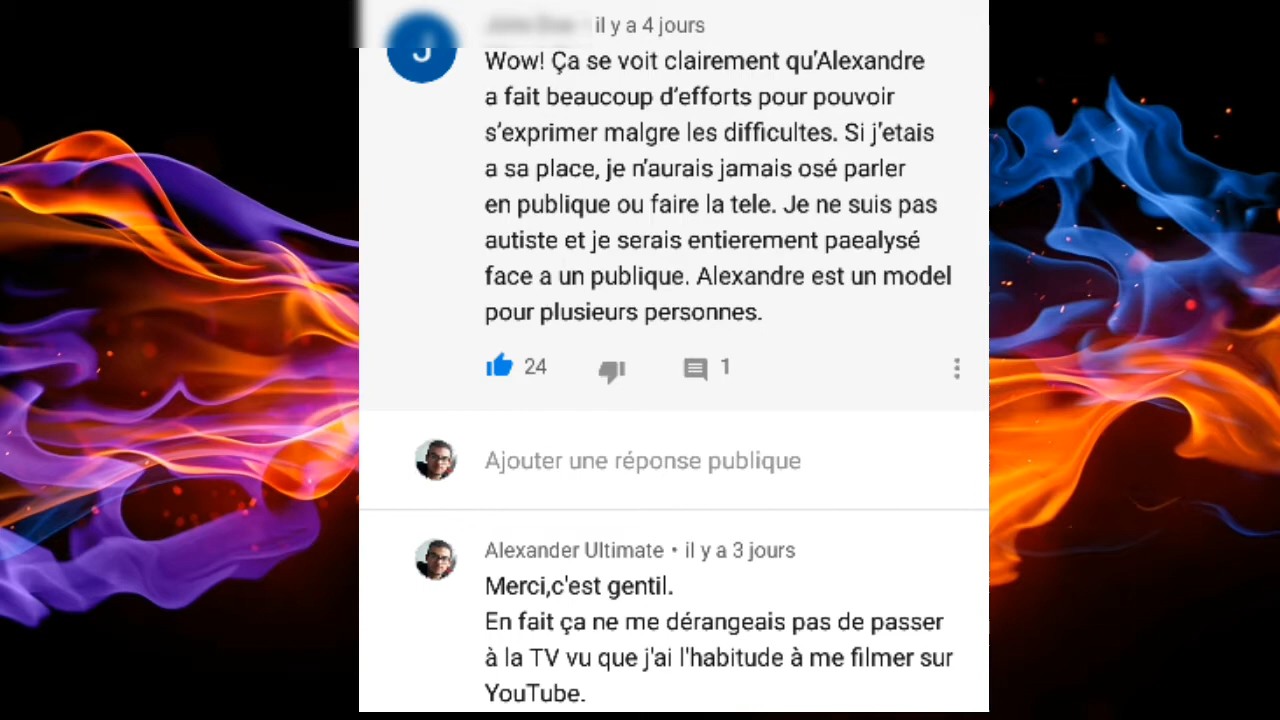 il y a 4 jours
Wow! Ça se voit clairement qu'Alexandre
a fait beaucoup d'efforts pour pouvoir
s'exprimer malgre les difficultes. Si j'etais
a sa place, je n'aurais jamais osé parler
en publique ou faire la tele. Je ne suis pas
autiste et je serais entierement paealysé
face a un publique. Alexandre est un model
pour plusieurs personnes.
24 1
Ajouter une réponse publique
Alexander Ultimate • il y a 3 jours
Merci,c'est gentil.
En fait ça ne me dérangeais pas de passer
à la TV vu que j'ai l'habitude à me filmer sur
YouTube.